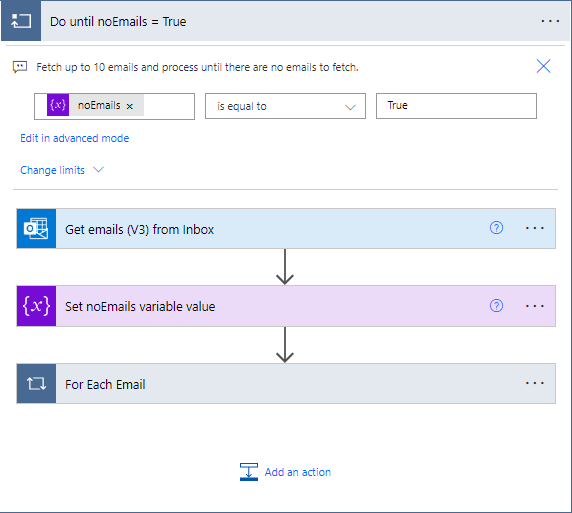 Do until noEmails = True
Fetch up to 10 emails and process until there are no emails to fetch.
{x} noEmails × is equal to True
Edit in advanced mode
Change limits
Get emails (V3) from Inbox
{x} Set noEmails variable value
For Each Email
Add an action